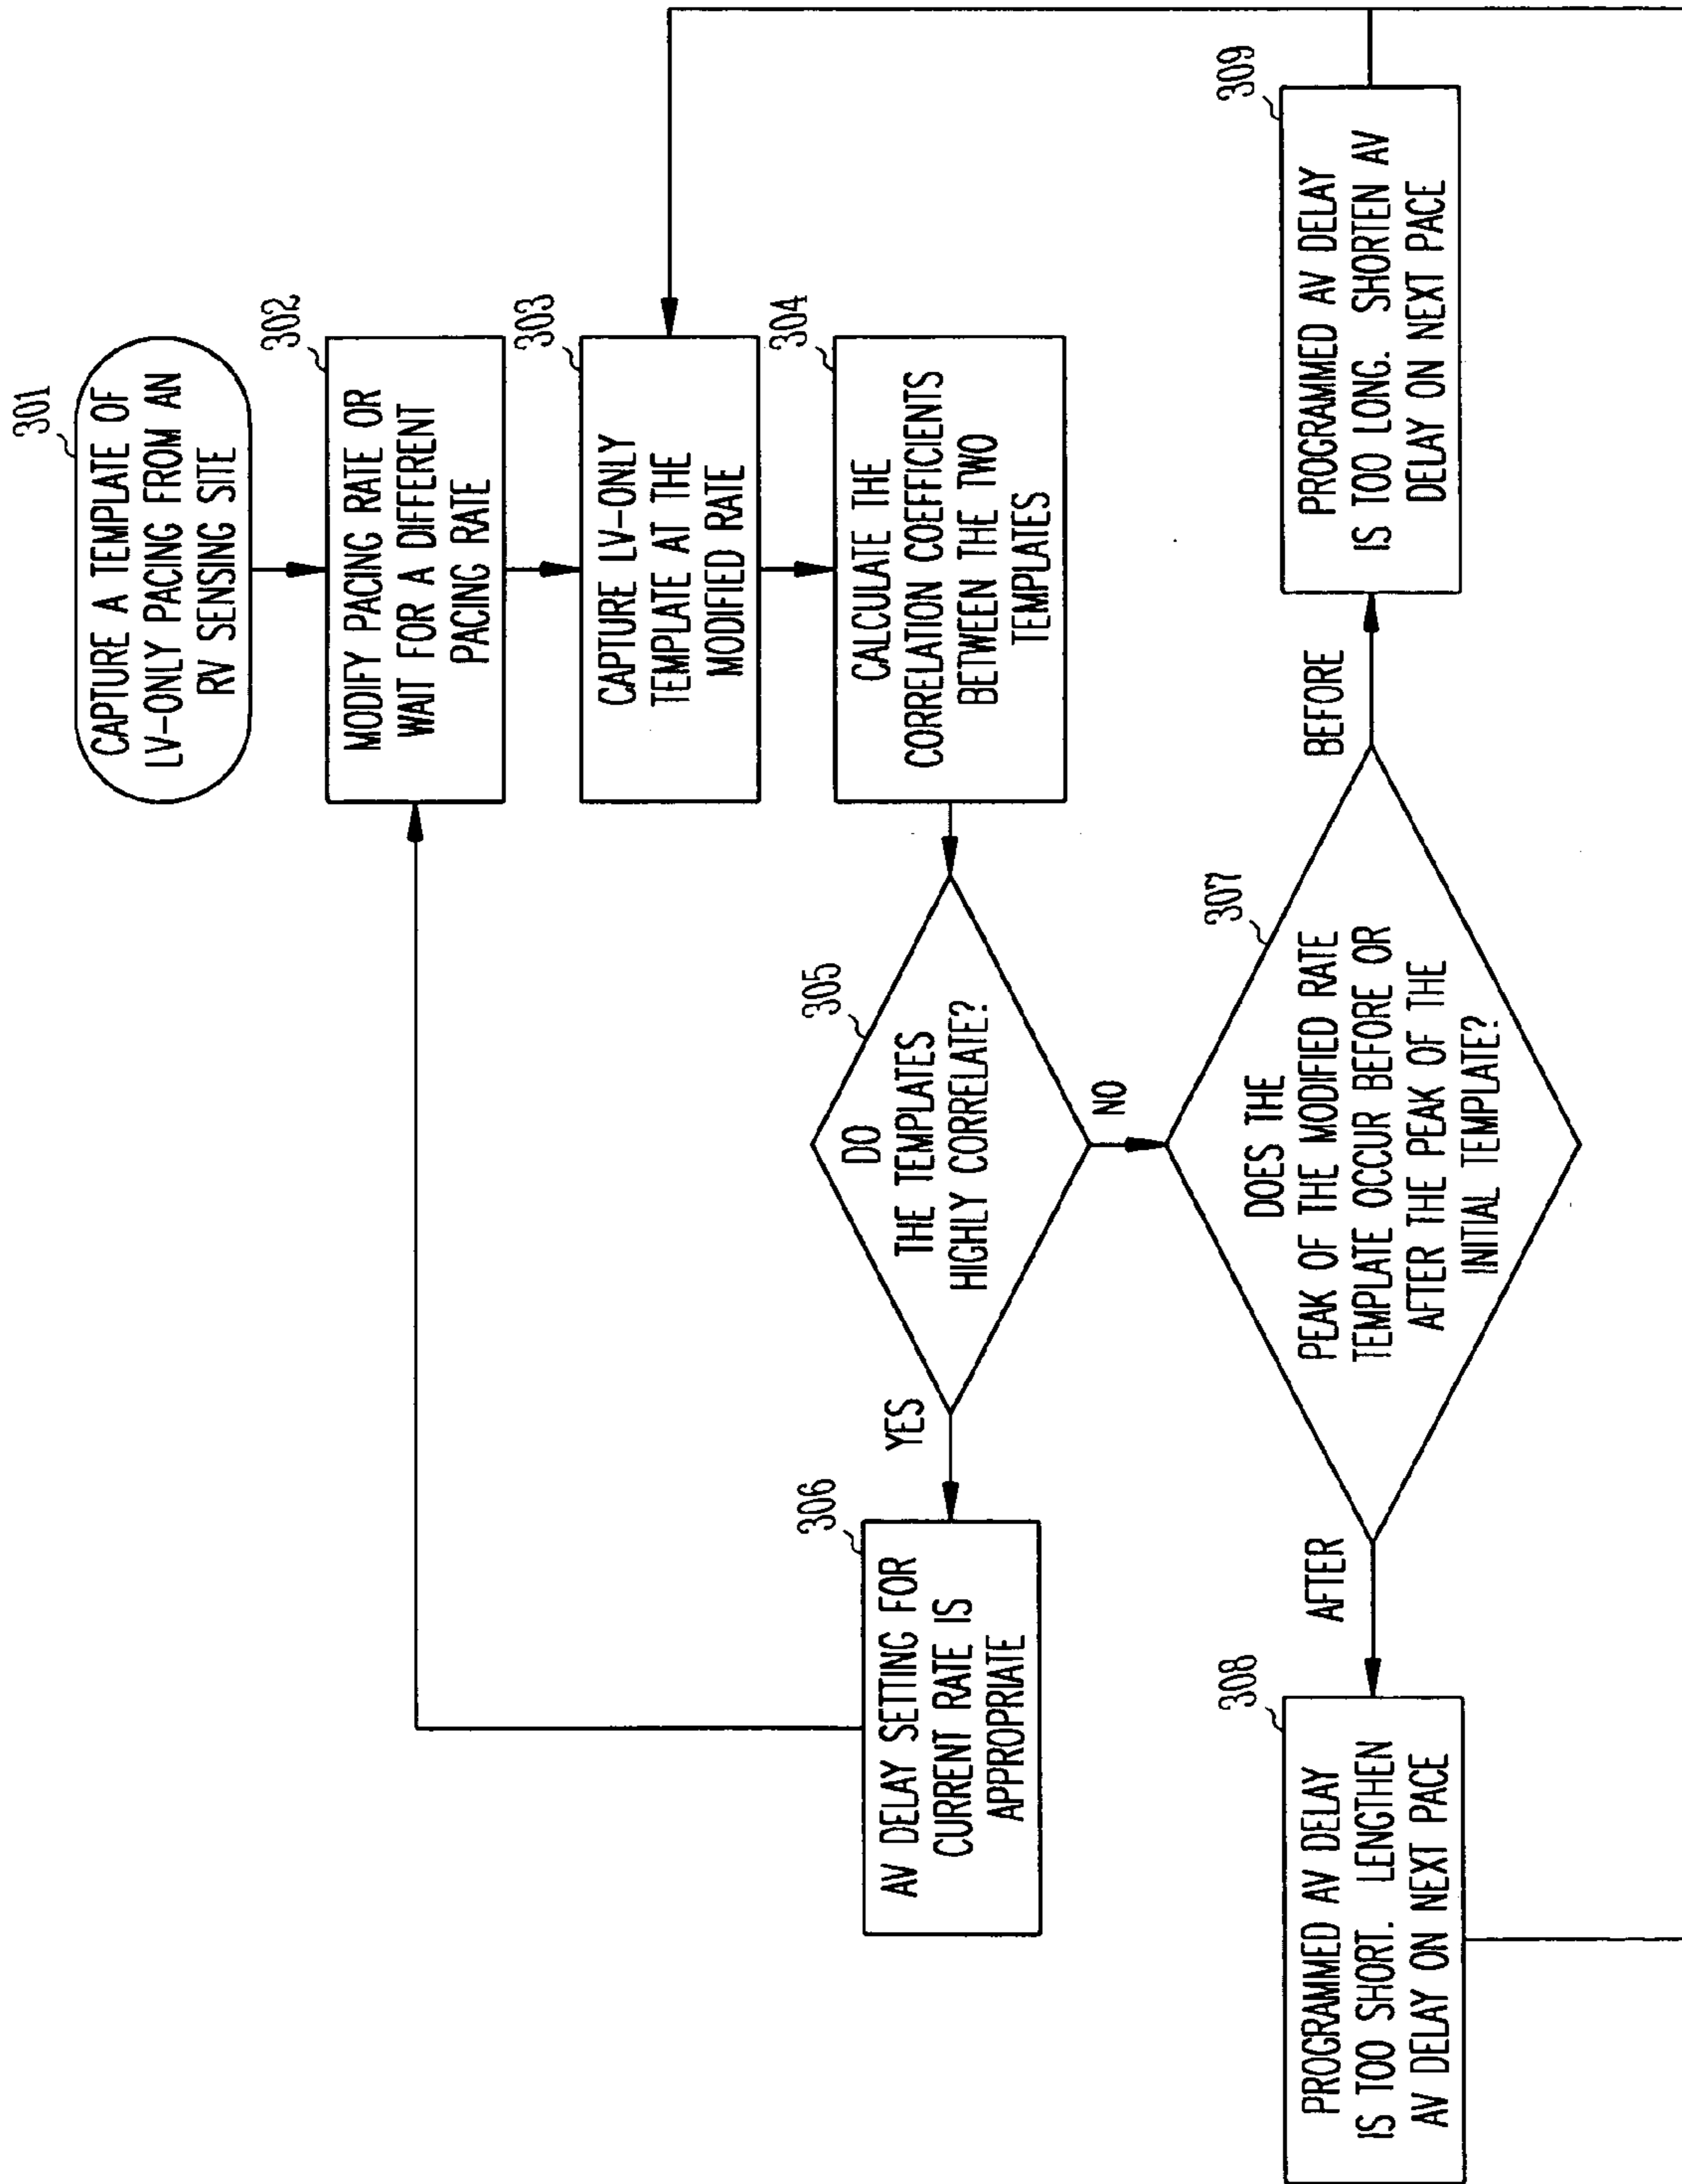 301
CAPTURE A TEMPLATE OF
LV-ONLY PACING FROM AN
RV SENSING SITE
302
MODIFY PACING RATE OR
WAIT FOR A DIFFERENT
PACING RATE
303
CAPTURE LV-ONLY
TEMPLATE AT THE
MODIFIED RATE
304
CALCULATE THE
CORRELATION COEFFICIENTS
BETWEEN THE TWO
TEMPLATES
305
DO
THE TEMPLATES
HIGHLY CORRELATE?
YES
NO
306
AV DELAY SETTING FOR
CURRENT RATE IS
APPROPRIATE
307
DOES THE
PEAK OF THE MODIFIED RATE
TEMPLATE OCCUR BEFORE OR
AFTER THE PEAK OF THE
INITIAL TEMPLATE?
AFTER
BEFORE
308
PROGRAMMED AV DELAY
IS TOO SHORT. LENGTHEN
AV DELAY ON NEXT PACE
309
PROGRAMMED AV DELAY
IS TOO LONG. SHORTEN AV
DELAY ON NEXT PACE